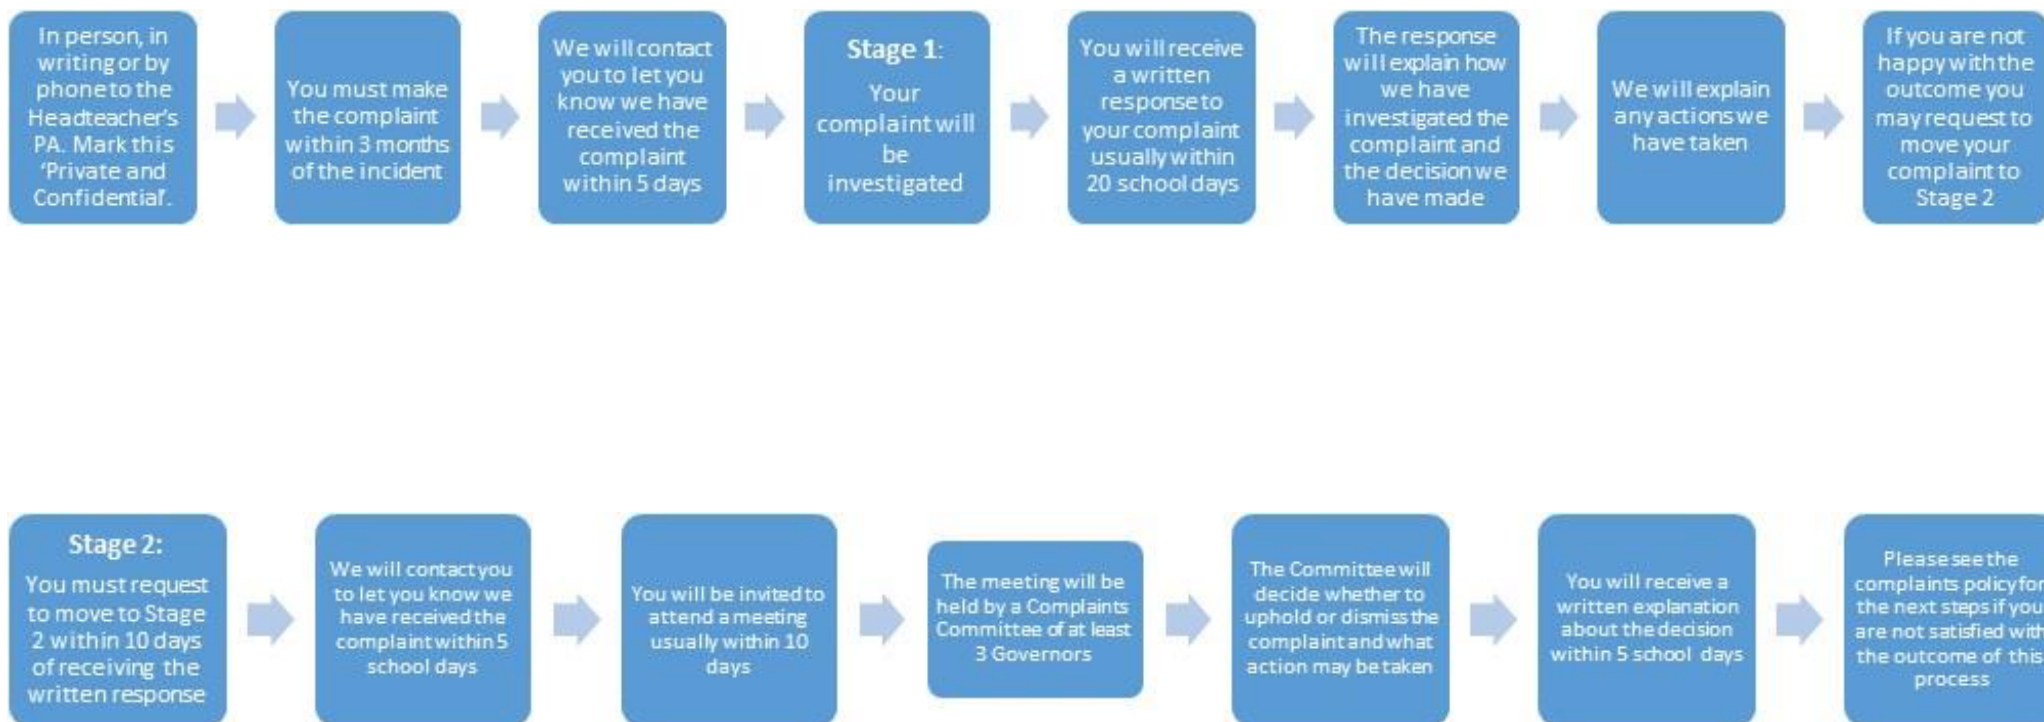 In person, in
writing or by
phone to the
Headteacher's
PA. Mark this
'Private and
Confidential'.
You must make
the complaint
within 3 months
of the incident
We will contact
you to let you
know we have
received the
complaint
within 5 days
Stage 1:
Your
complaint will
be
investigated
You will receive
a written
response to
your complaint
usually within
20 school days
The response
will explain how
we have
investigated the
complaint and
the decision we
have made
We will explain
any actions we
have taken
If you are not
happy with the
outcome you
may request to
move your
complaint to
Stage 2
Stage 2:
You must request
to move to Stage
2 within 10 days
of receiving the
written response
We will contact you
to let you know we
have received the
complaint within 5
school days
You will be invited to
attend a meeting
usually within 10
days
The meeting will be
held by a Complaints
Committee of at least
3 Governors
The Committee will
decide whether to
uphold or dismiss the
complaint and what
action may be taken
You will receive a
written explanation
about the decision
within 5 school days
Please see the
complaints policy for
the next steps if you
are not satisfied with
the outcome of this
process